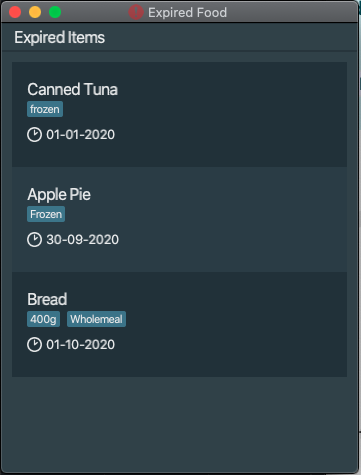 Expired Food
Expired Items
Canned Tuna
frozen
01-01-2020
Apple Pie
Frozen
30-09-2020
Bread
400g Wholemeal
01-10-2020